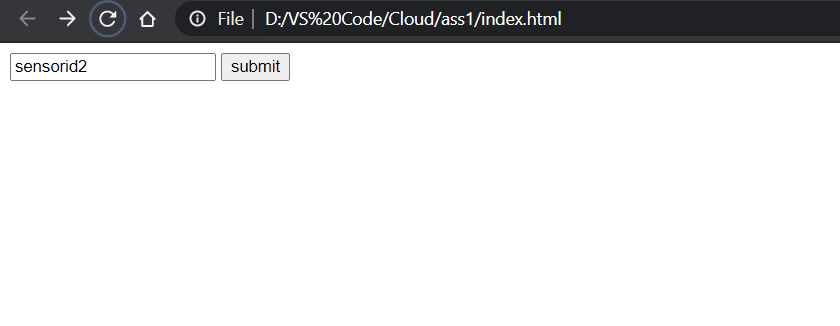 File D:/VS%20Code/Cloud/ass1/index.html
sensorid2 submit